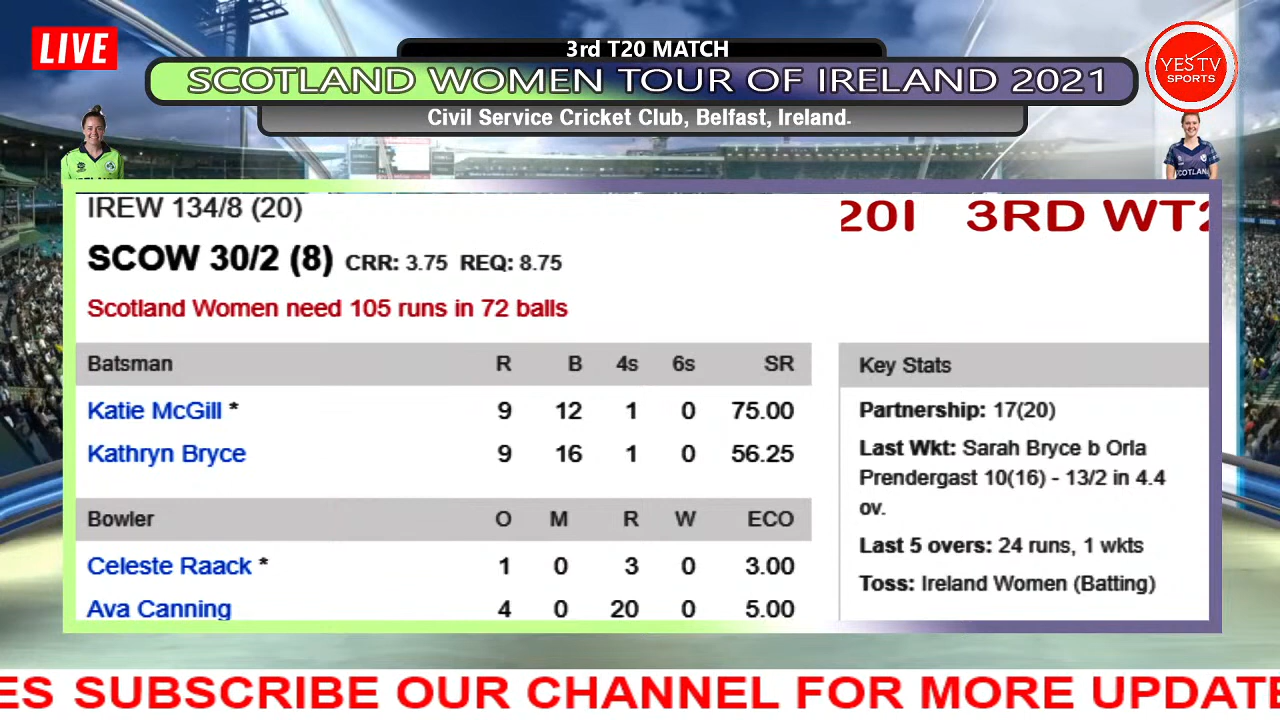 LIVE
3rd T20 MATCH
SCOTLAND WOMEN TOUR OF IRELAND 2021
YES TV
SPORTS
Civil Service Cricket Club, Belfast, Ireland.
IREW 134/8 (20)
20I 3RD WT2
SCOW 30/2 (8) CRR: 3.75 REQ: 8.75
Scotland Women need 105 runs in 72 balls
Batsman R B 4s 6s SR
Katie McGill * 9 12 1 0 75.00
Kathryn Bryce 9 16 1 0 56.25
Bowler O M R W ECO
Celeste Raack * 1 0 3 0 3.00
Ava Canning 4 0 20 0 5.00
Key Stats
Partnership: 17(20)
Last Wkt: Sarah Bryce b Orla
Prendergast 10(16) - 13/2 in 4.4
ov.
Last 5 overs: 24 runs, 1 wkts
Toss: Ireland Women (Batting)
ES SUBSCRIBE OUR CHANNEL FOR MORE UPDATE